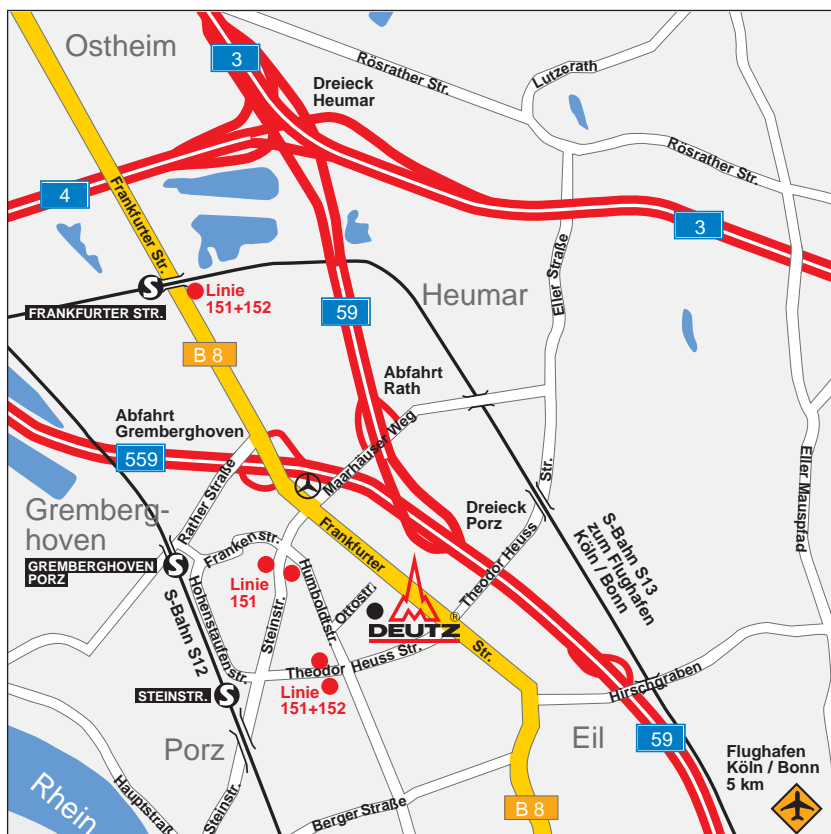 Ostheim
3
Dreieck
Heumar
Rösrather Str.
Lutzerath
Rösrather Str.
4
Frankfurter Str.
3
Eller Straße
S
FRANKFURTER STR.
Linie
151+152
Heumar
59
B 8
Abfahrt
Rath
Abfahrt
Gremberghoven
559
Maarhäuser Weg
Rather Straße
Eller Mauspfad
Gremberg-
hoven
Dreieck
Porz
Str.
S-Bahn S13
zum Flughafen
Köln / Bonn
Frankfurter
Frankenstr.
GREMBERGHOVEN
PORZ
S
Linie
151
Humboldtstr.
Ottostr.
Theodor Heuss
DEUTZ®
Hohenstaufenstr.
Steinstr.
S-Bahn S12
Theodor Heuss Str.
Str.
STEINSTR.
S
Linie
151+152
Hirschgraben
Porz
Eil
59
Flughafen
Köln / Bonn
5 km
Rhein
Hauptstraße
Steinstr.
Berger Straße
B 8